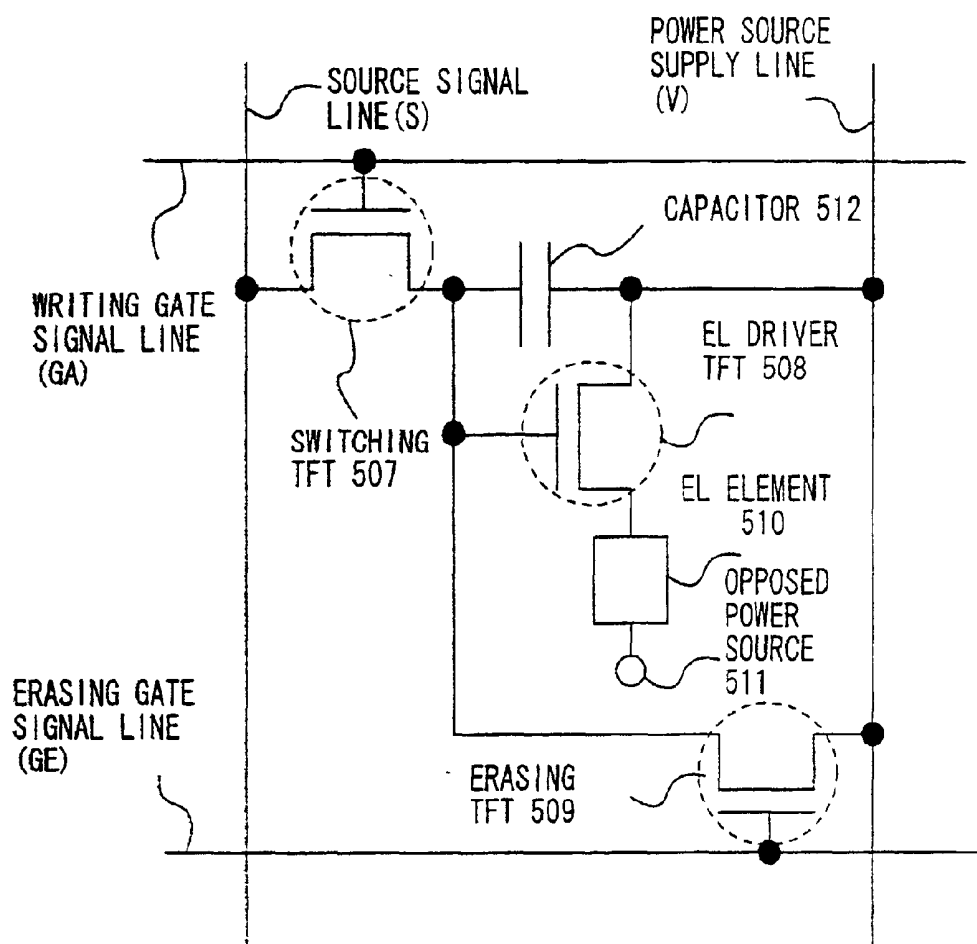 POWER SOURCE
SUPPLY LINE
(V)
SOURCE SIGNAL
LINE(S)
CAPACITOR 512
WRITING GATE
SIGNAL LINE
(GA)
EL DRIVER
TFT 508
SWITCHING
TFT 507
EL ELEMENT
510
OPPOSED
POWER
SOURCE
511
ERASING GATE
SIGNAL LINE
(GE)
ERASING
TFT 509